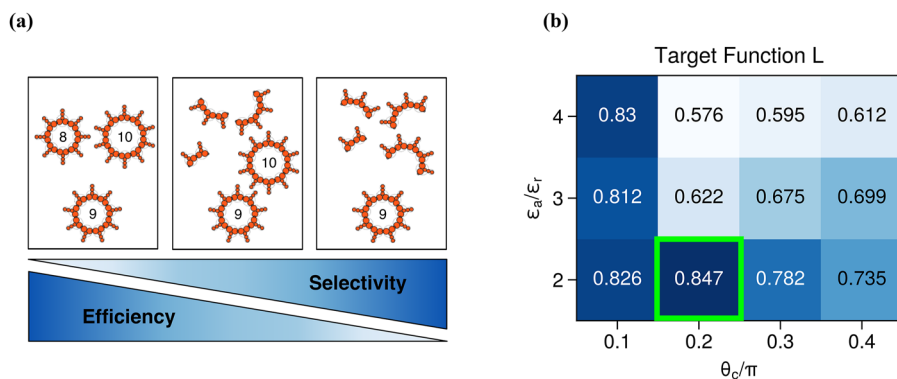 (a)
8
10
9
10
9
9
Selectivity
Efficiency
(b)
Target Function L
4
0.83 0.576 0.595 0.612
3
0.812 0.622 0.675 0.699
2
0.826 0.847 0.782 0.735
εa/εr
0.1 0.2 0.3 0.4
θc/π